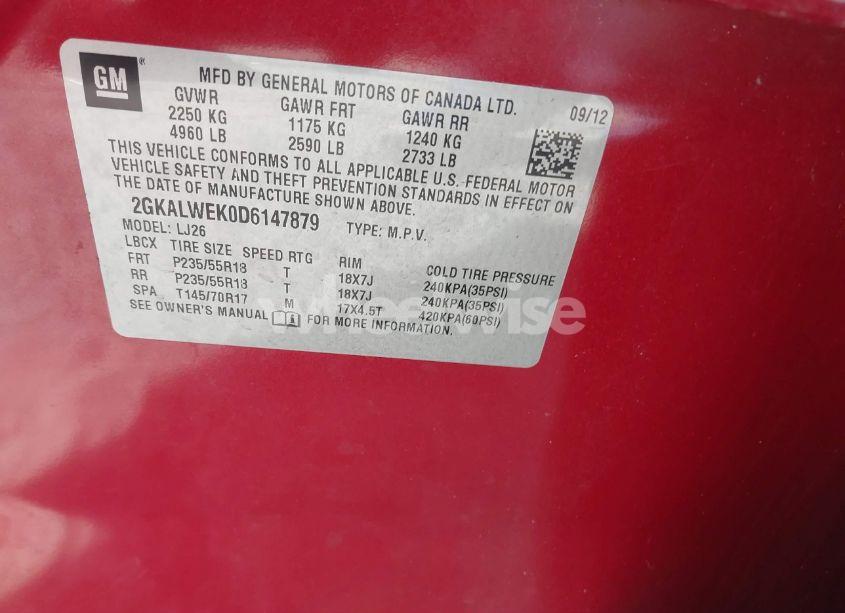 GM®
MFD BY GENERAL MOTORS OF CANADA LTD.
GVWR GAWR FRT GAWR RR 09/12
2250 KG 1175 KG 1240 KG
4960 LB 2590 LB 2733 LB
THIS VEHICLE CONFORMS TO ALL APPLICABLE U.S. FEDERAL MOTOR
VEHICLE SAFETY AND THEFT PREVENTION STANDARDS IN EFFECT ON
THE DATE OF MANUFACTURE SHOWN ABOVE.
2GKALWEK0D6147879 TYPE: M.P.V.
MODEL: LJ26
LBCX TIRE SIZE SPEED RTG RIM COLD TIRE PRESSURE
FRT P235/55R18 T 18X7J 240KPA(35PSI)
RR P235/55R18 T 18X7J 240KPA(35PSI)
SPA T145/70R17 M 17X4.5T 420KPA(60PSI)
SEE OWNER'S MANUAL FOR MORE INFORMATION.